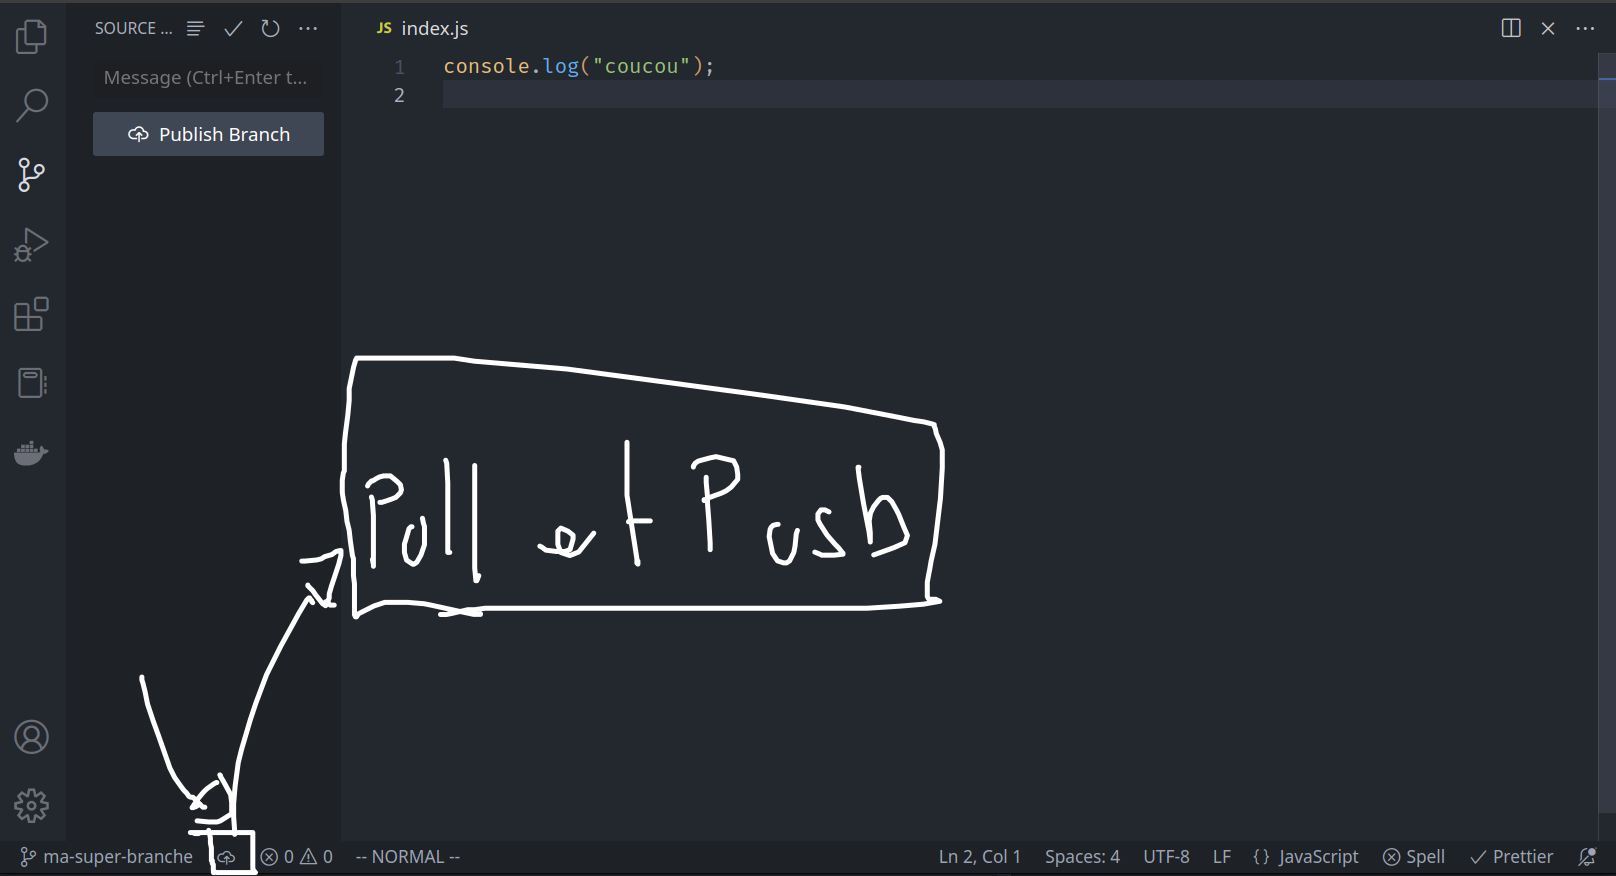 SOURCE ...
JS index.js
Message (Ctrl+Enter t...
Publish Branch
1 console.log("coucou");
2
Pull et Push
ma-super-branche 0 0 -- NORMAL -- Ln 2, Col 1 Spaces: 4 UTF-8 LF {} JavaScript Spell Prettier